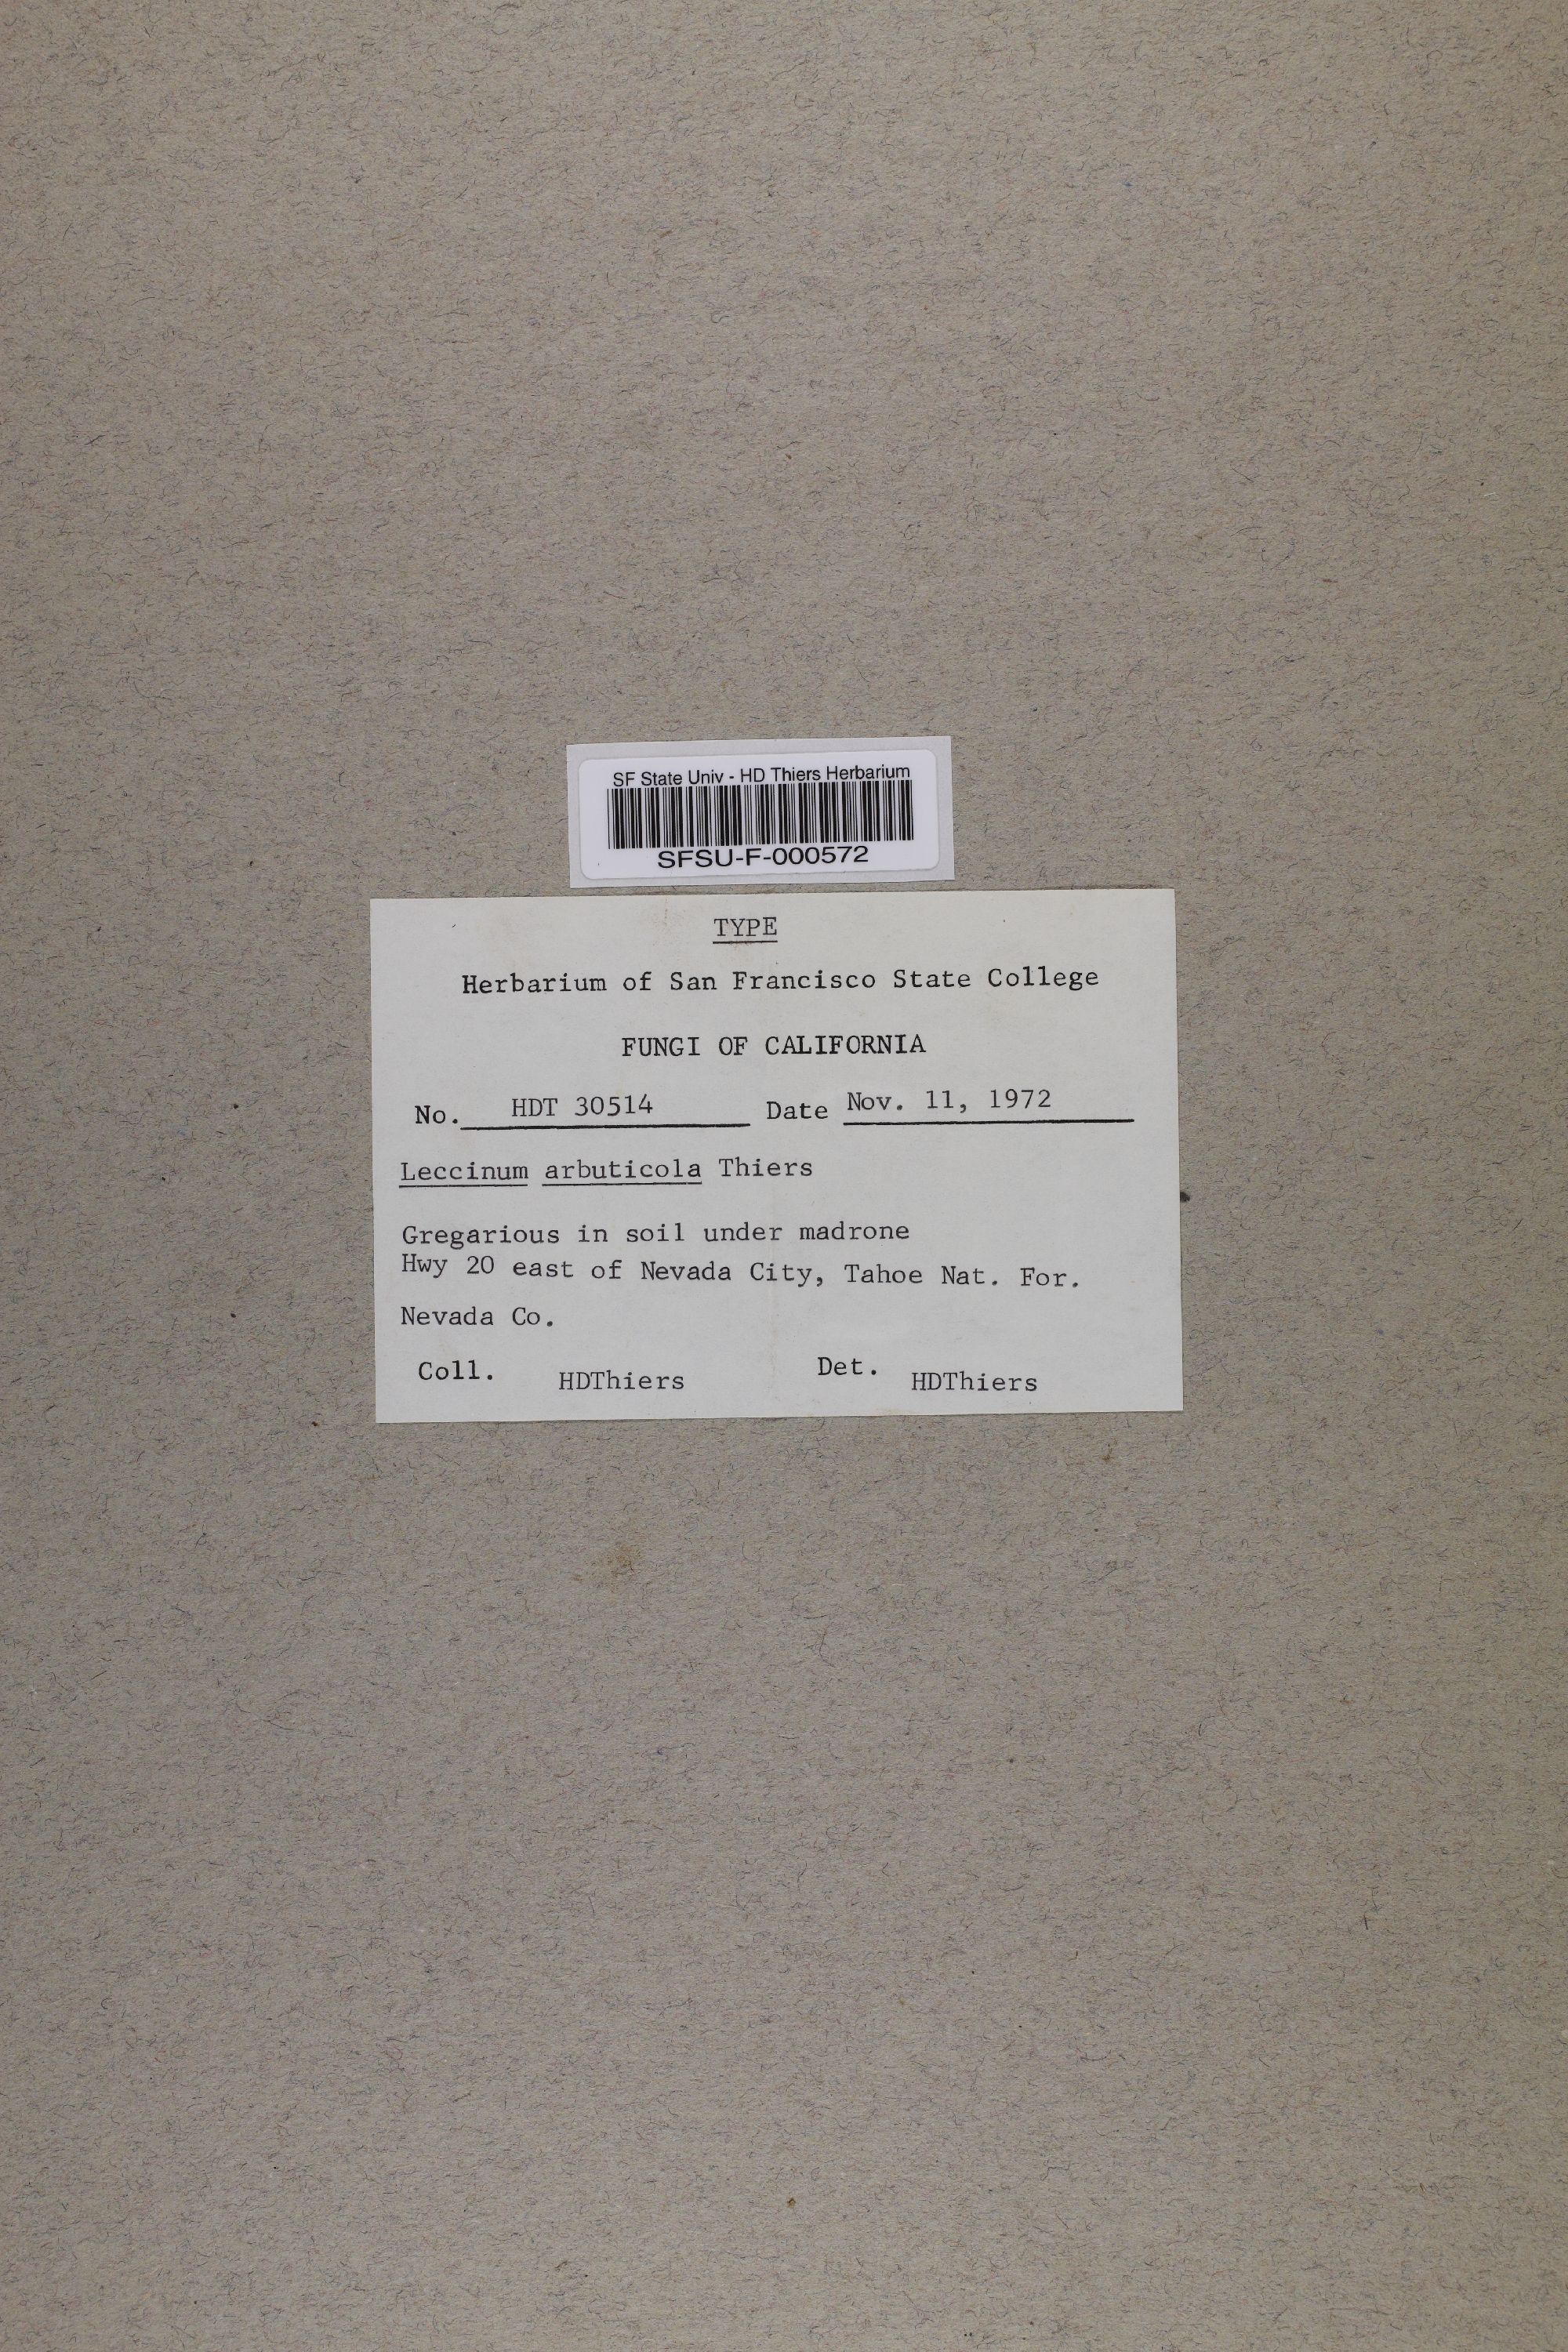 SF State Univ - HD Thiers Herbarium
SFSU-F-000572
TYPE
Herbarium of San Francisco State College
FUNGI OF CALIFORNIA
No. HDT 30514 Date Nov. 11, 1972
Leccinum arbuticola Thiers
Gregarious in soil under madrone
Hwy 20 east of Nevada City, Tahoe Nat. For.
Nevada Co.
Coll. HDThiers Det. HDThiers